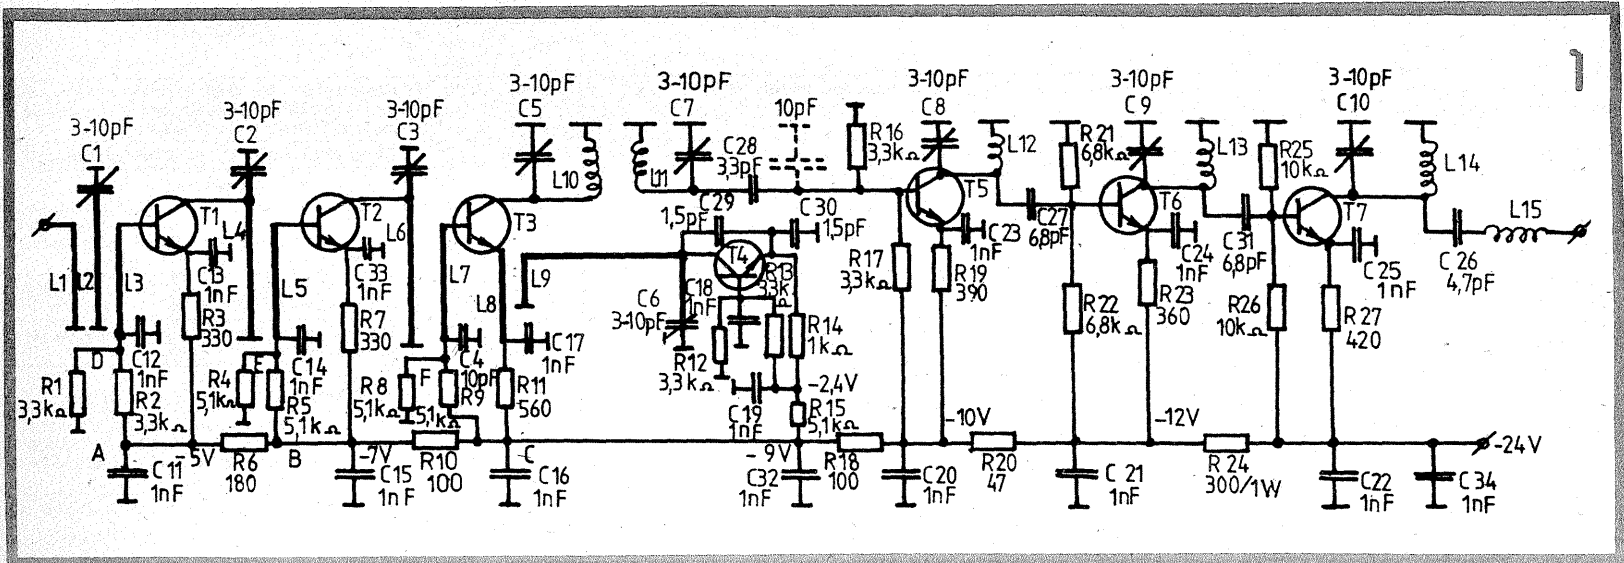 1
3-10pF
C1
3-10pF
C2
3-10pF
C3
3-10pF
C5
3-10pF
C7
10pF
3-10pF
C8
3-10pF
C9
3-10pF
C10
C28
3,3pF
R16
3,3kΩ
L12
R21
6,8kΩ
L13
R25
10kΩ
L14
L10
L11
T1
T2
T3
T4
T5
T6
T7
C29
1,5pF
C30
1,5pF
C27
6,8pF
C31
6,8pF
L15
C26
4,7pF
L1
L2
L3
L4
L5
L6
L7
L8
L9
C13
1nF
C33
1nF
C18
1nF
R13
33k
C6
3-10pF
R17
3,3kΩ
C23
1nF
R19
390
C24
1nF
R23
360
C25
1nF
R3
330
R7
330
C17
1nF
R12
3,3kΩ
R14
1kΩ
R22
6,8kΩ
R26
10kΩ
R27
420
D
C12
1nF
R1
3,3kΩ
R2
3,3kΩ
E
C14
1nF
R4
5,1kΩ
R5
5,1kΩ
F
C4
10pF
R8
5,1kΩ
R9
5,1kΩ
R11
560
-2,4V
C19
1nF
R15
5,1kΩ
-10V
-12V
A
-5V
R6
180
B
-7V
R10
100
C
-9V
R18
100
R20
47
R24
300/1W
-24V
C11
1nF
C15
1nF
C16
1nF
C32
1nF
C20
1nF
C21
1nF
C22
1nF
C34
1nF